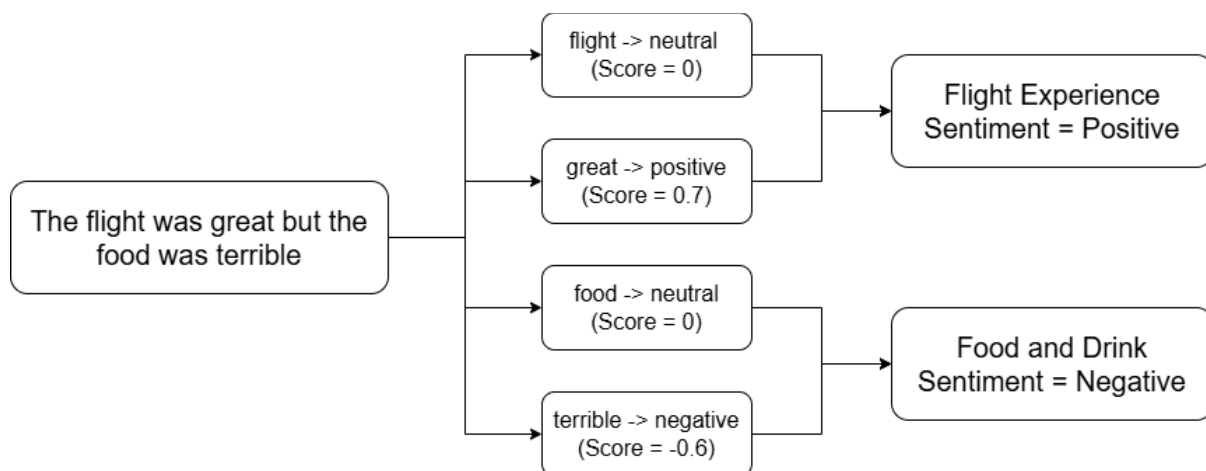 The flight was great but the
food was terrible
flight -> neutral
(Score = 0)
great -> positive
(Score = 0.7)
food -> neutral
(Score = 0)
terrible -> negative
(Score = -0.6)
Flight Experience
Sentiment = Positive
Food and Drink
Sentiment = Negative